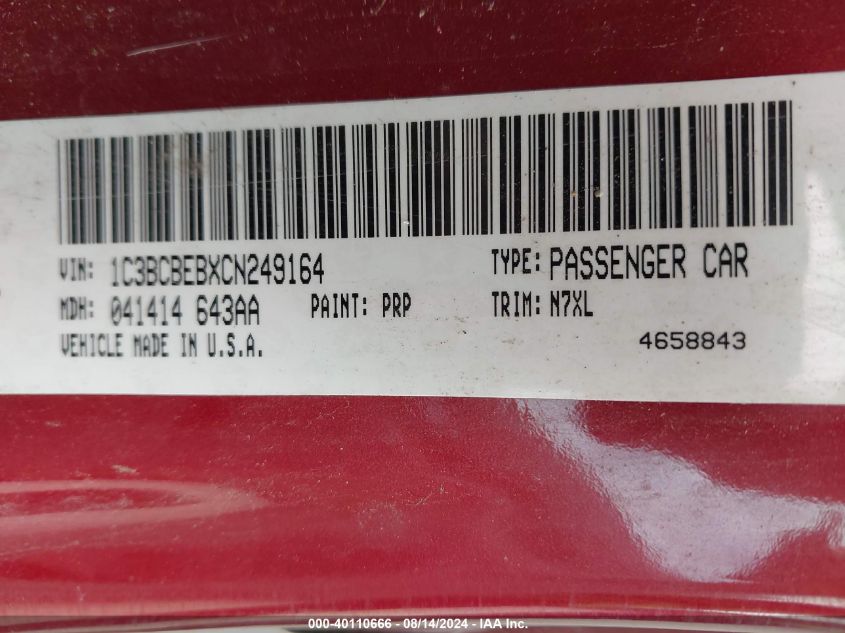 VIN: 1C3BCBEBXCN249164 TYPE: PASSENGER CAR
MDH: 041414 643AA PAINT: PRP TRIM: N7XL
VEHICLE MADE IN U.S.A. 4658843
000-40110666 - 08/14/2024 - IAA Inc.